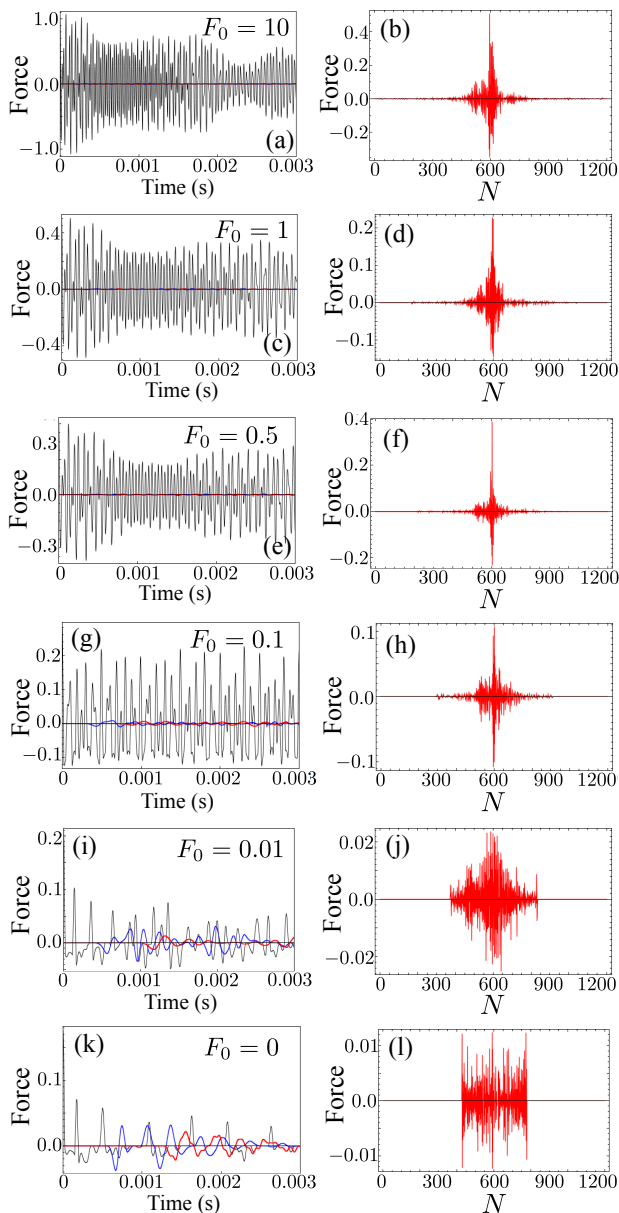 F₀ = 10
(a)
Force
1.0
0.0
−1.0
0
0.001
0.002
0.003
Time (s)
(b)
Force
0.4
0.2
0.0
-0.2
0
300
600
900
1200
N
F₀ = 1
(c)
Force
0.4
0.0
−0.4
0
0.001
0.002
0.003
Time (s)
(d)
Force
0.2
0.1
0.0
−0.1
0
300
600
900
1200
N
F₀ = 0.5
(e)
Force
0.3
0.0
−0.3
0
0.001
0.002
0.003
Time (s)
(f)
Force
0.4
0.2
0.0
−0.2
0
300
600
900
1200
N
(g)
F₀ = 0.1
Force
0.2
0.1
0.0
−0.1
0
0.001
0.002
0.003
Time (s)
(h)
Force
0.1
0.0
−0.1
0
300
600
900
1200
N
(i)
F₀ = 0.01
Force
0.2
0.1
0.0
0
0.001
0.002
0.003
Time (s)
(j)
Force
0.02
0.0
−0.02
0
300
600
900
1200
N
(k)
F₀ = 0
Force
0.1
0.0
0
0.001
0.002
0.003
Time (s)
(l)
Force
0.01
0.0
−0.01
0
300
600
900
1200
N